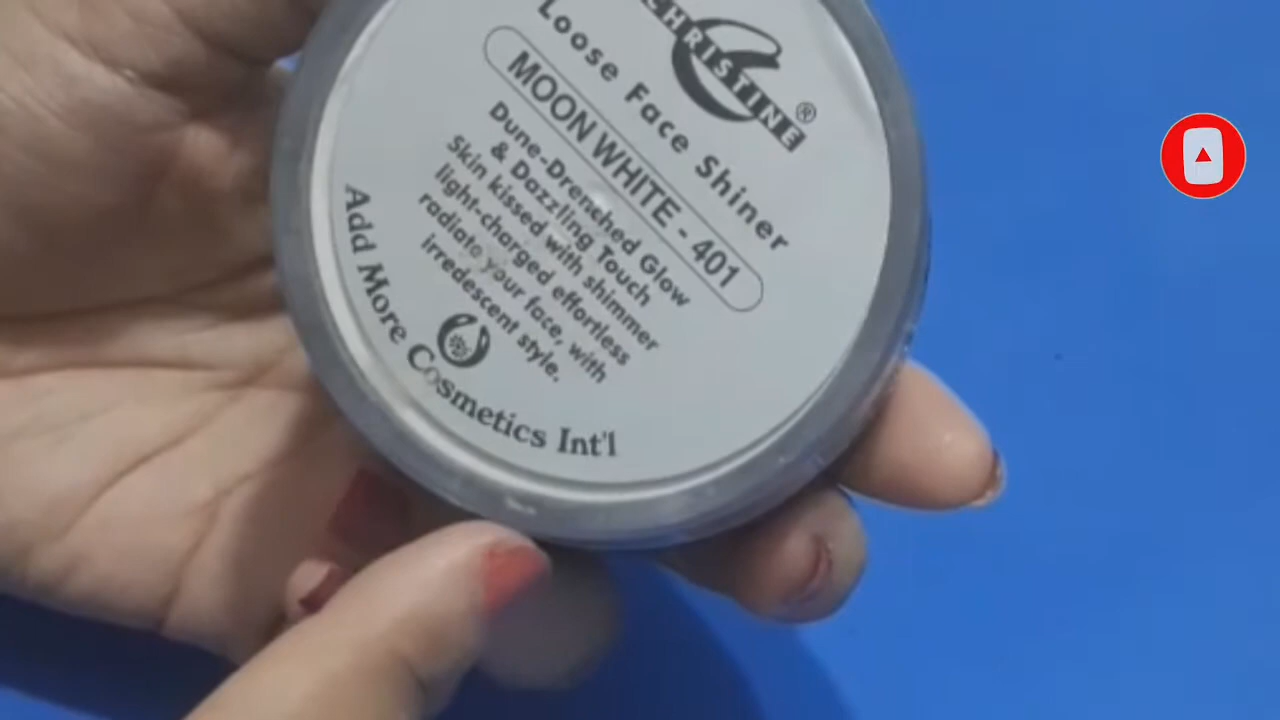 CHRISTINE®
Loose Face Shiner
MOON WHITE - 401
Dune-Drenched Glow
& Dazzling Touch
Skin kissed with shimmer
light-charged effortless
radiate your face, with
irredescent style.
Add More Cosmetics Int'l